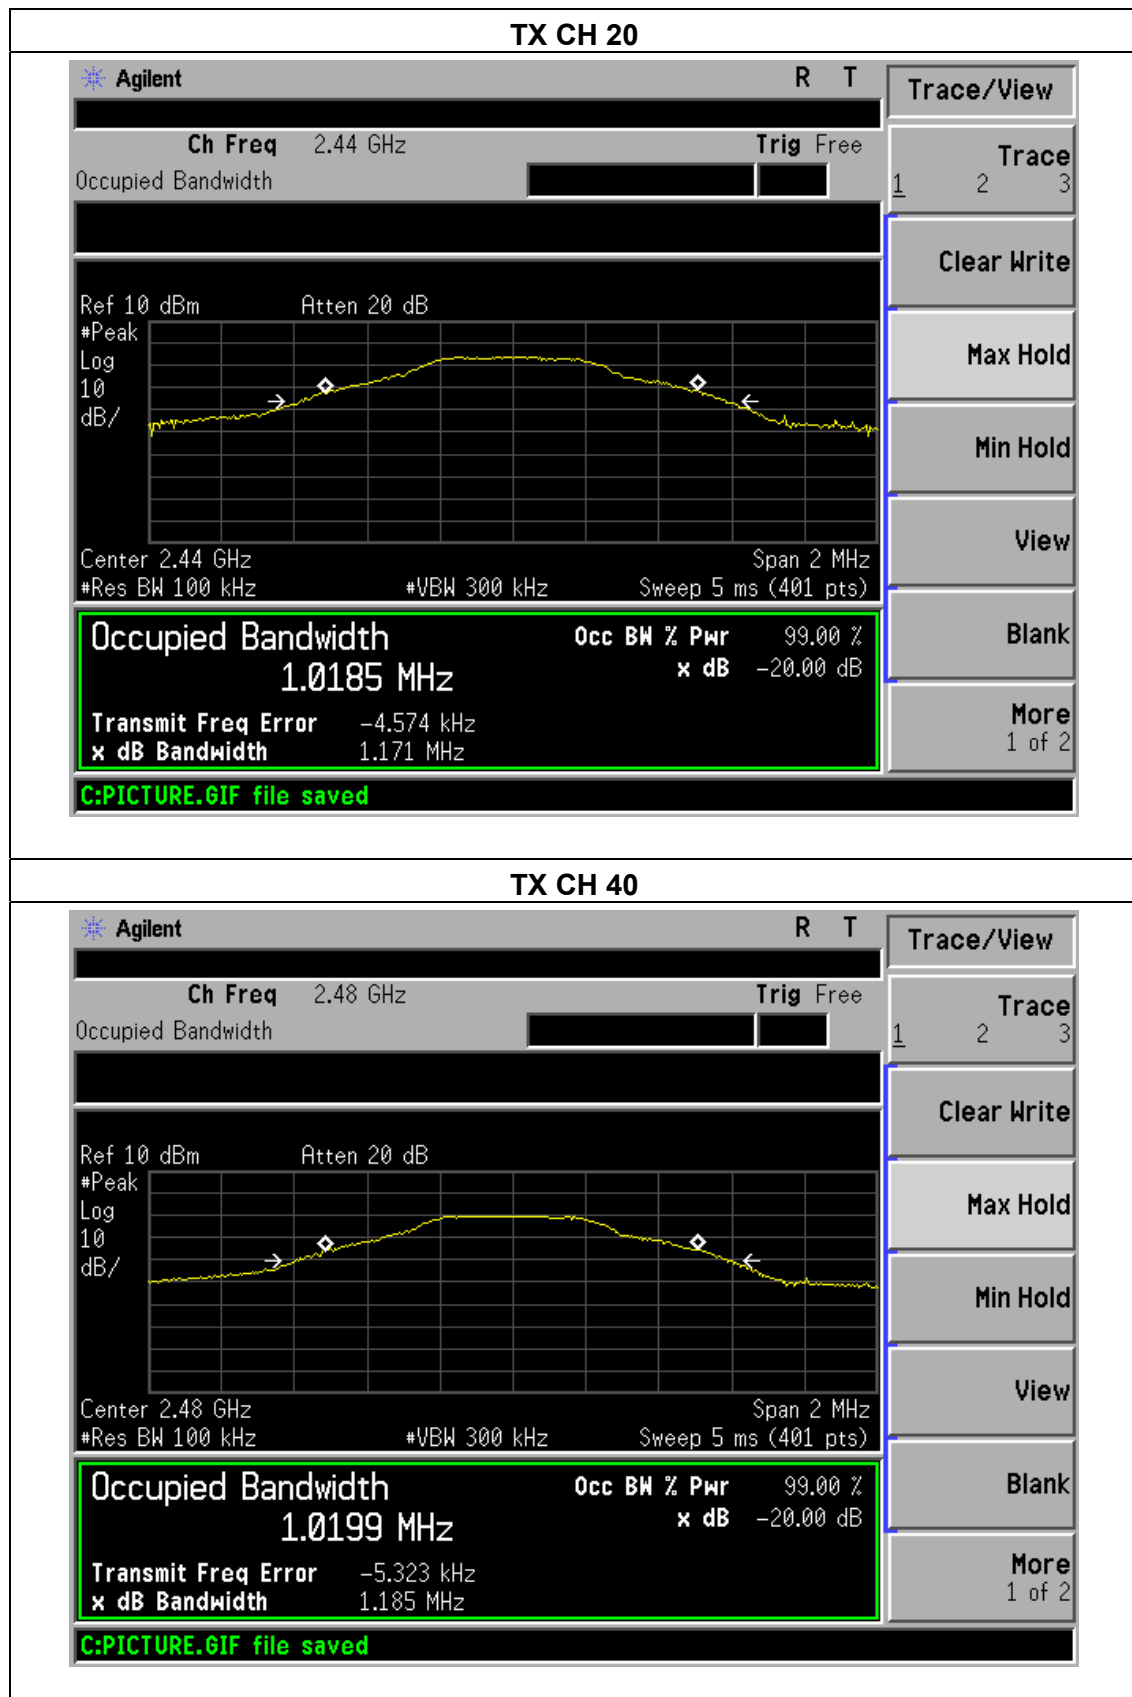 TX CH 20
Agilent R T
Trace/View
Ch Freq 2.44 GHz Trig Free
Occupied Bandwidth
Trace
1 2 3
Clear Write
Ref 10 dBm Atten 20 dB
#Peak
Log
10
dB/
Max Hold
Min Hold
View
Center 2.44 GHz Span 2 MHz
#Res BW 100 kHz #VBW 300 kHz Sweep 5 ms (401 pts)
Occupied Bandwidth Occ BW % Pwr 99.00 %
1.0185 MHz x dB -20.00 dB
Blank
Transmit Freq Error -4.574 kHz
x dB Bandwidth 1.171 MHz
More
1 of 2
C:PICTURE.GIF file saved
TX CH 40
Agilent R T
Trace/View
Ch Freq 2.48 GHz Trig Free
Occupied Bandwidth
Trace
1 2 3
Clear Write
Ref 10 dBm Atten 20 dB
#Peak
Log
10
dB/
Max Hold
Min Hold
View
Center 2.48 GHz Span 2 MHz
#Res BW 100 kHz #VBW 300 kHz Sweep 5 ms (401 pts)
Occupied Bandwidth Occ BW % Pwr 99.00 %
1.0199 MHz x dB -20.00 dB
Blank
Transmit Freq Error -5.323 kHz
x dB Bandwidth 1.185 MHz
More
1 of 2
C:PICTURE.GIF file saved